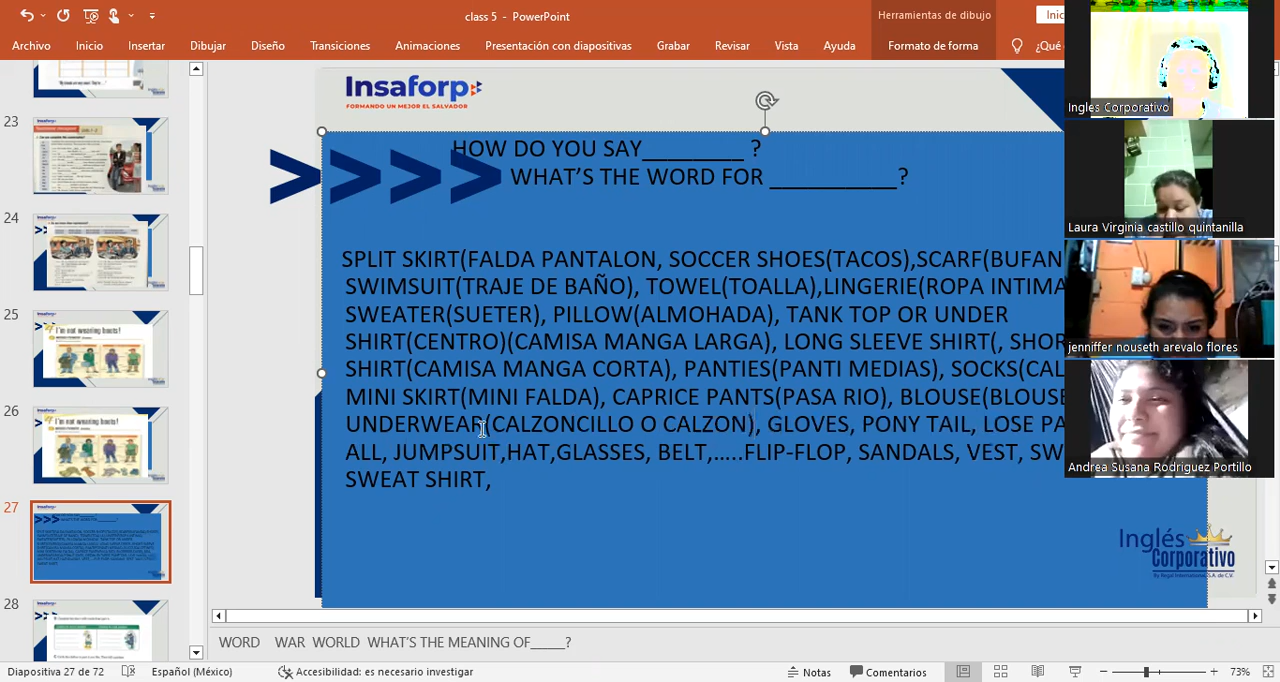 class 5 - PowerPoint
Herramientas de dibujo
Inic
Archivo
Inicio
Insertar
Dibujar
Diseño
Transiciones
Animaciones
Presentación con diapositivas
Grabar
Revisar
Vista
Ayuda
Formato de forma
¿Qué
23
24
25
I'm not wearing boots!
26
I'm not wearing boots!
27
28
Insaforp
FORMANDO UN MEJOR EL SALVADOR
HOW DO YOU SAY________ ?
WHAT'S THE WORD FOR __________?
SPLIT SKIRT(FALDA PANTALON, SOCCER SHOES(TACOS),SCARF(BUFAN
SWIMSUIT(TRAJE DE BAÑO), TOWEL(TOALLA),LINGERIE(ROPA INTIMA
SWEATER(SUETER), PILLOW(ALMOHADA), TANK TOP OR UNDER
SHIRT(CENTRO)(CAMISA MANGA LARGA), LONG SLEEVE SHIRT(, SHOR
SHIRT(CAMISA MANGA CORTA), PANTIES(PANTI MEDIAS), SOCKS(CAL
MINI SKIRT(MINI FALDA), CAPRICE PANTS(PASA RIO), BLOUSE(BLOUSE
UNDERWEAR(CALZONCILLO O CALZON), GLOVES, PONY TAIL, LOSE PA
ALL, JUMPSUIT,HAT,GLASSES, BELT,…..FLIP-FLOP, SANDALS, VEST, SW
SWEAT SHIRT,
Inglés
Corporativo
By Regal International S.A. de C.V.
WORD WAR WORLD WHAT'S THE MEANING OF_____?
Diapositiva 27 de 72
Español (México)
Accesibilidad: es necesario investigar
Notas
Comentarios
73%
Ingles Corporativo
Laura Virginia castillo quintanilla
jenniffer nouseth arevalo flores
Andrea Susana Rodriguez Portillo